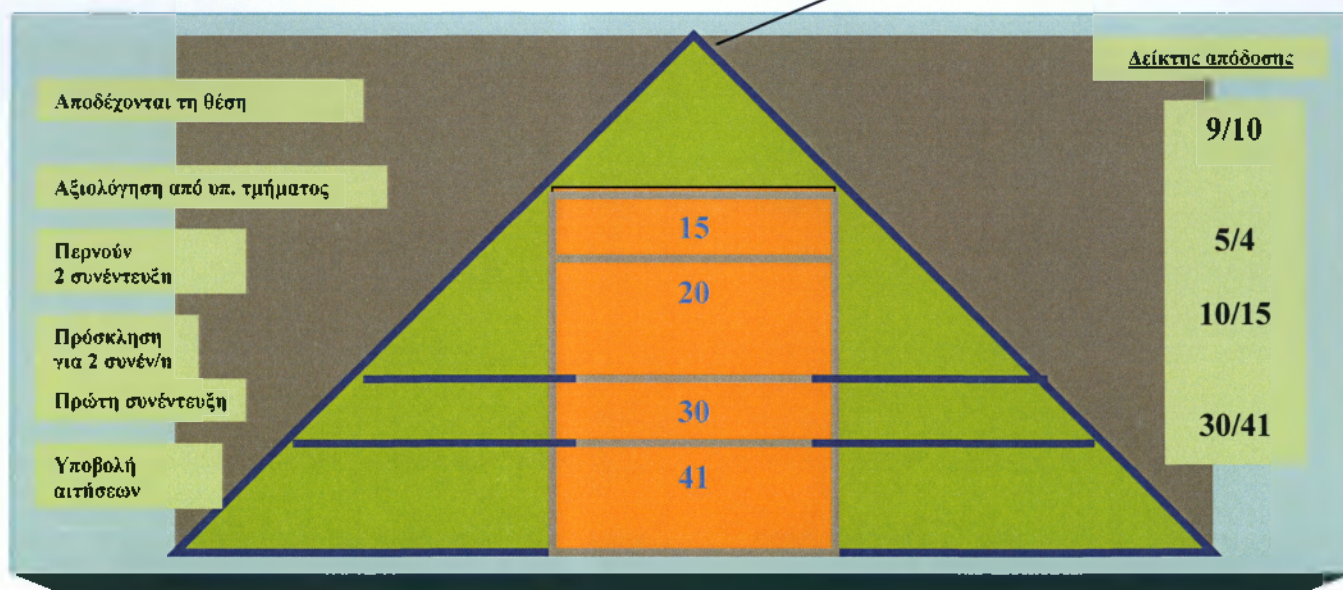 Δείκτης απόδοσης
Αποδέχονται τη θέση
9/10
Αξιολόγηση από υπ. τμήματος
15
5/4
Περνούν
2 συνέντευξη
20
10/15
Πρόσκληση
για 2 συνέν/η
Πρώτη συνέντευξη
30
30/41
Υποβολή
αιτήσεων
41